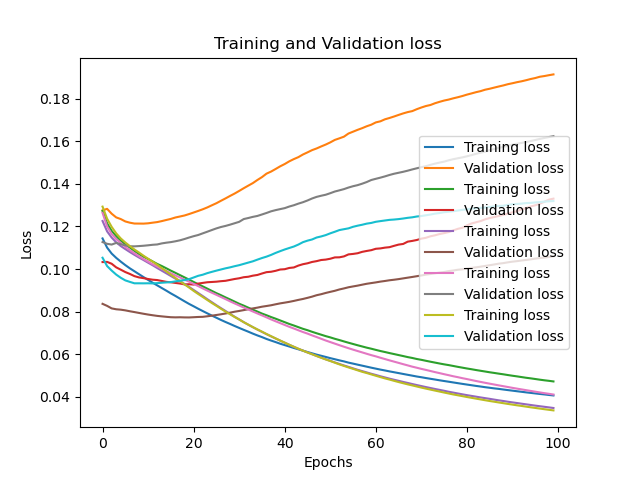 Training and Validation loss
Loss
0.18
0.16
0.14
0.12
0.10
0.08
0.06
0.04
Training loss
Validation loss
Training loss
Validation loss
Training loss
Validation loss
Training loss
Validation loss
Training loss
Validation loss
0 20 40 60 80 100
Epochs